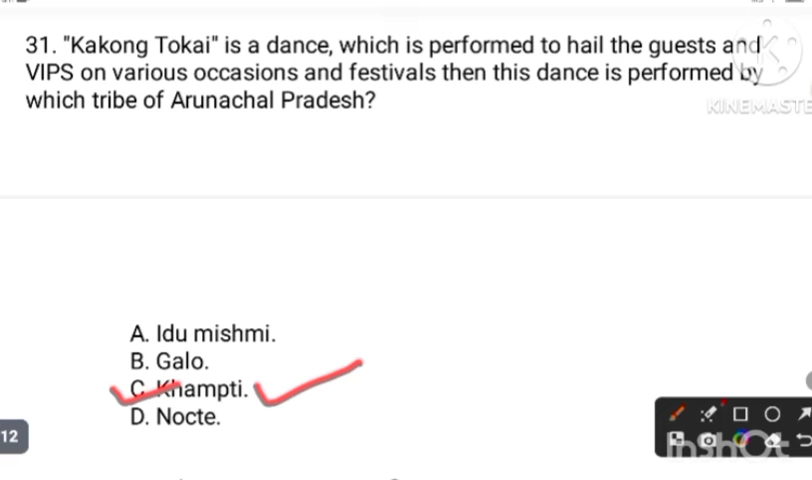 31. "Kakong Tokai" is a dance, which is performed to hail the guests and
VIPS on various occasions and festivals then this dance is performed by
which tribe of Arunachal Pradesh?
KINEMASTE
A. Idu mishmi.
B. Galo.
C. Khampti.
D. Nocte.
12
InShOt